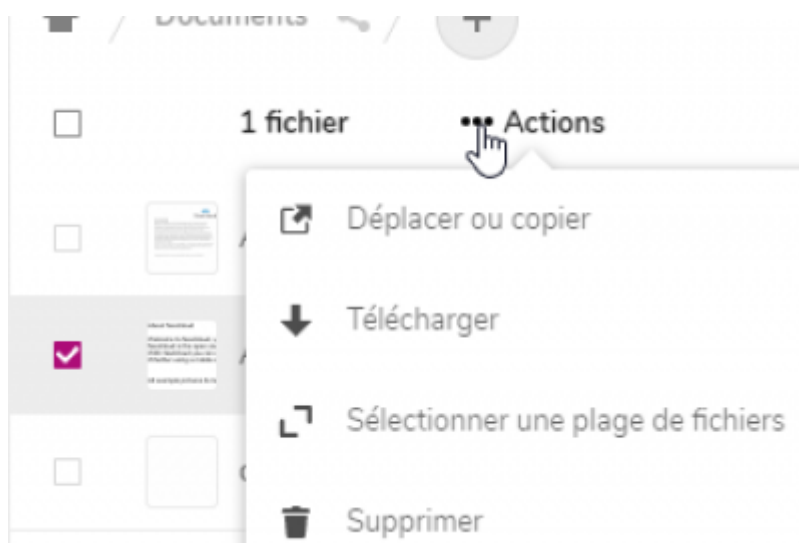 Documents
1 fichier ••• Actions
Déplacer ou copier
Télécharger
Sélectionner une plage de fichiers
Supprimer